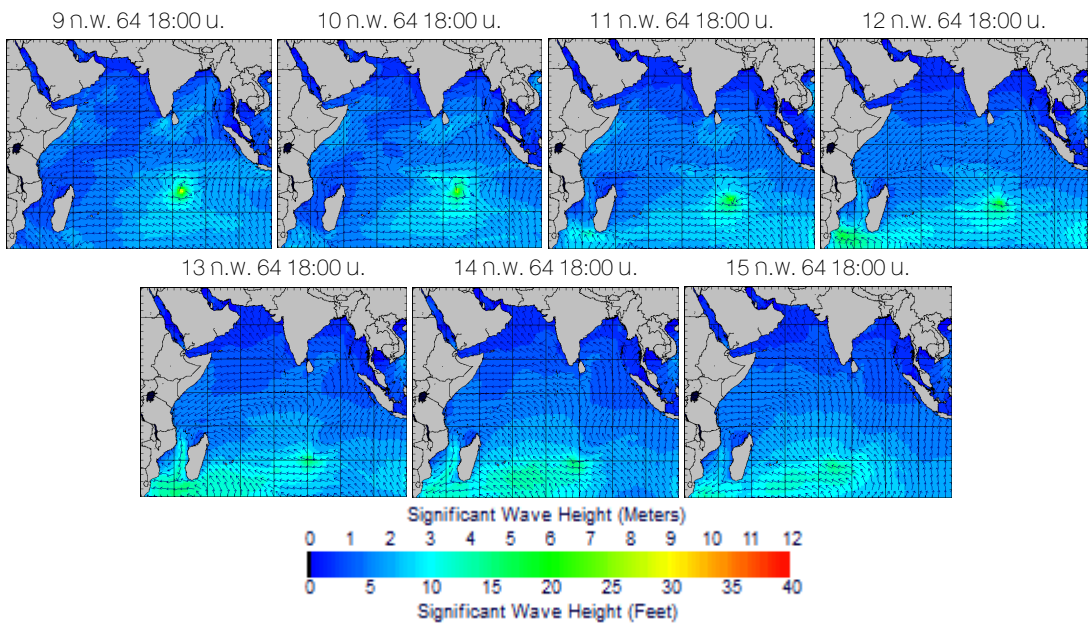 9 ก.พ. 64 18:00 น.
10 ก.พ. 64 18:00 น.
11 ก.พ. 64 18:00 น.
12 ก.พ. 64 18:00 น.
13 ก.พ. 64 18:00 น.
14 ก.พ. 64 18:00 น.
15 ก.พ. 64 18:00 น.
Significant Wave Height (Meters)
0 1 2 3 4 5 6 7 8 9 10 11 12
0 5 10 15 20 25 30 35 40
Significant Wave Height (Feet)